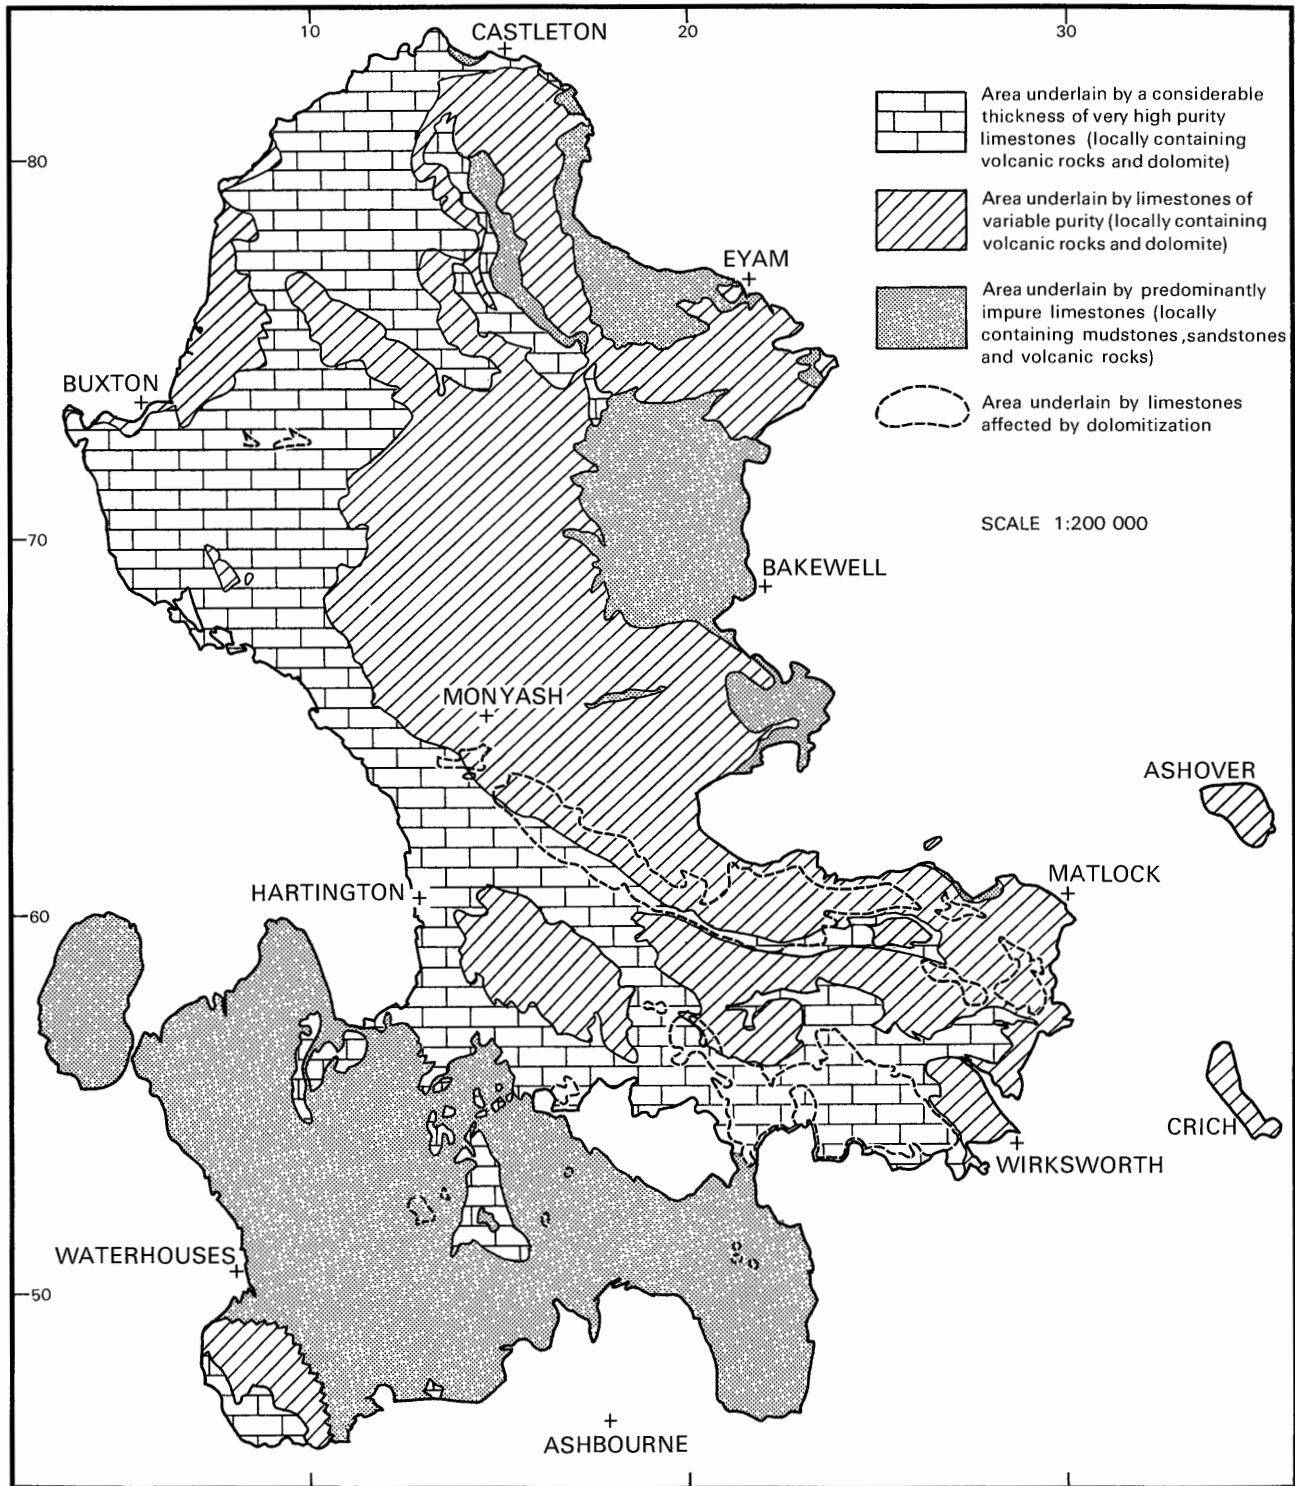 10
20
30
CASTLETON
80
70
60
50
Area underlain by a considerable
thickness of very high purity
limestones (locally containing
volcanic rocks and dolomite)
Area underlain by limestones of
variable purity (locally containing
volcanic rocks and dolomite)
Area underlain by predominantly
impure limestones (locally
containing mudstones, sandstones
and volcanic rocks)
Area underlain by limestones
affected by dolomitization
SCALE 1:200 000
EYAM
BUXTON
BAKEWELL
MONYASH
ASHOVER
MATLOCK
HARTINGTON
CRICH
WIRKSWORTH
WATERHOUSES
ASHBOURNE